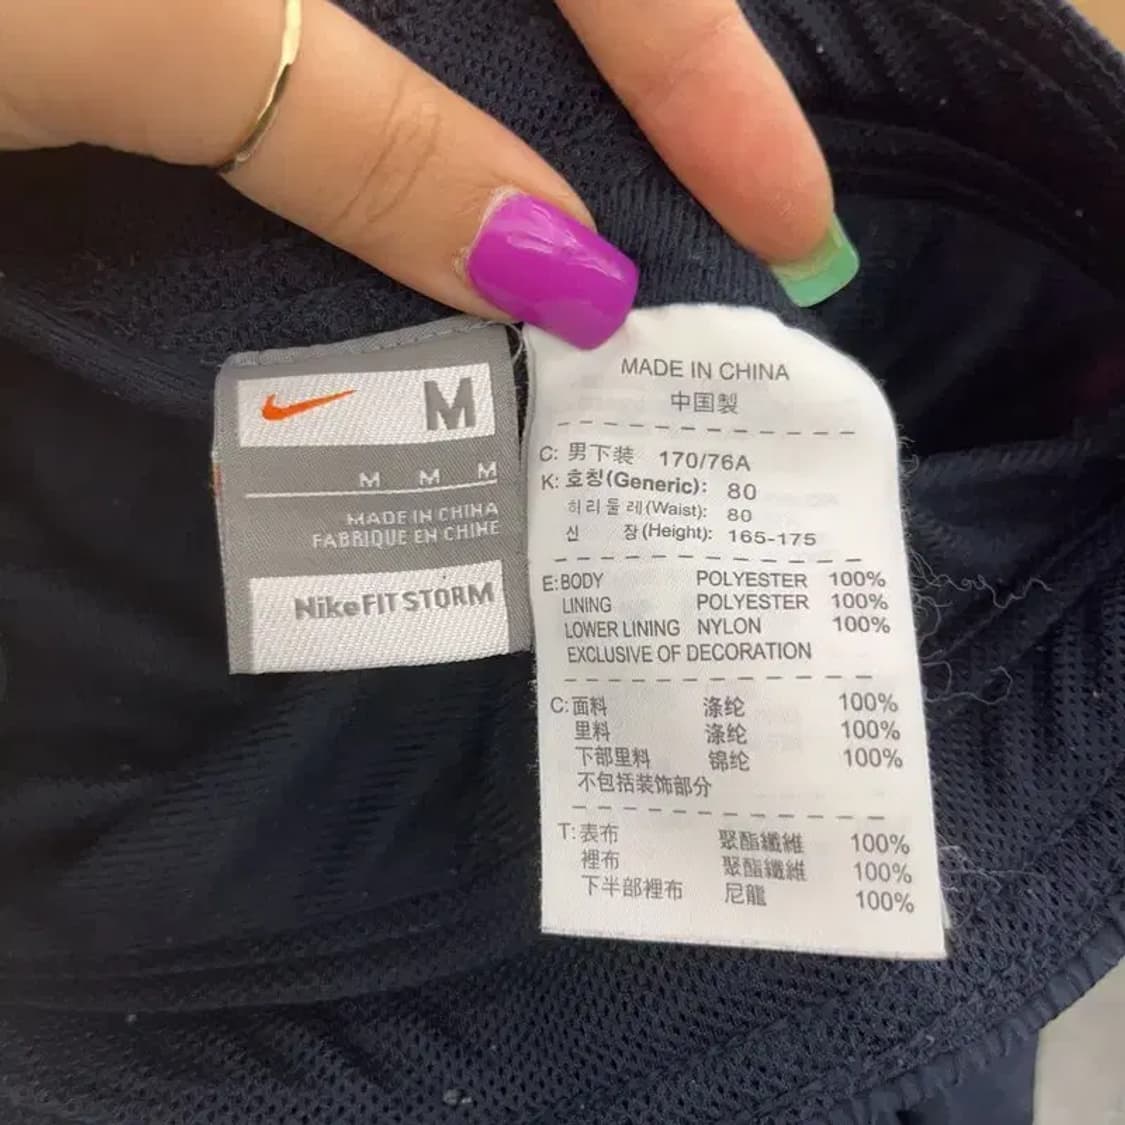 M
M M M
MADE IN CHINA
FABRIQUE EN CHINE
NikeFIT STORM
MADE IN CHINA
中国製
C: 男下装 170/76A
K: 호칭(Generic): 80
허리둘레(Waist): 80
신 장(Height): 165-175
E: BODY POLYESTER 100%
LINING POLYESTER 100%
LOWER LINING NYLON 100%
EXCLUSIVE OF DECORATION
C: 面料 涤纶 100%
里料 涤纶 100%
下部里料 锦纶 100%
不包括装饰部分
T: 表布 聚酯纖維 100%
裡布 聚酯纖維 100%
下半部裡布 尼龍 100%